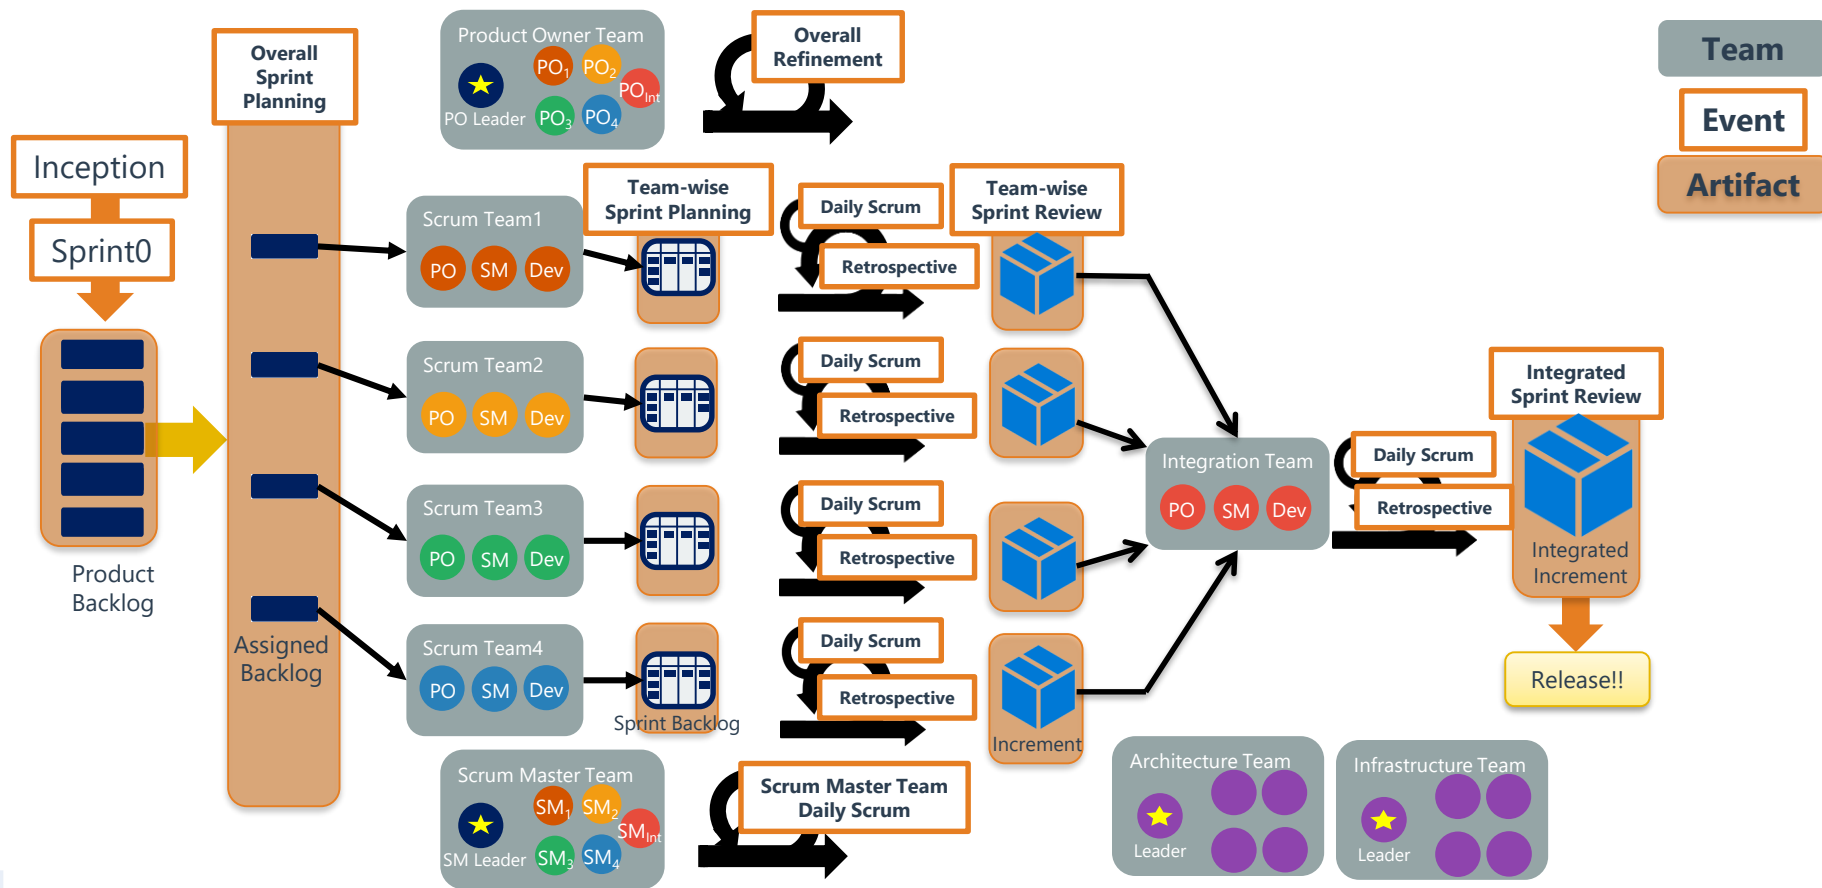 Overall
Sprint
Planning
Product Owner Team
PO1
PO2
POInt
PO Leader
PO3
PO4
Overall
Refinement
Team
Event
Artifact
Inception
Sprint0
Product
Backlog
Assigned
Backlog
Scrum Team1
PO
SM
Dev
Team-wise
Sprint Planning
Daily Scrum
Retrospective
Team-wise
Sprint Review
Scrum Team2
PO
SM
Dev
Daily Scrum
Retrospective
Scrum Team3
PO
SM
Dev
Daily Scrum
Retrospective
Scrum Team4
PO
SM
Dev
Sprint Backlog
Daily Scrum
Retrospective
Increment
Integration Team
PO
SM
Dev
Daily Scrum
Retrospective
Integrated
Sprint Review
Integrated
Increment
Release!!
Scrum Master Team
SM1
SM2
SMInt
SM Leader
SM3
SM4
Scrum Master Team
Daily Scrum
Architecture Team
Leader
Infrastructure Team
Leader